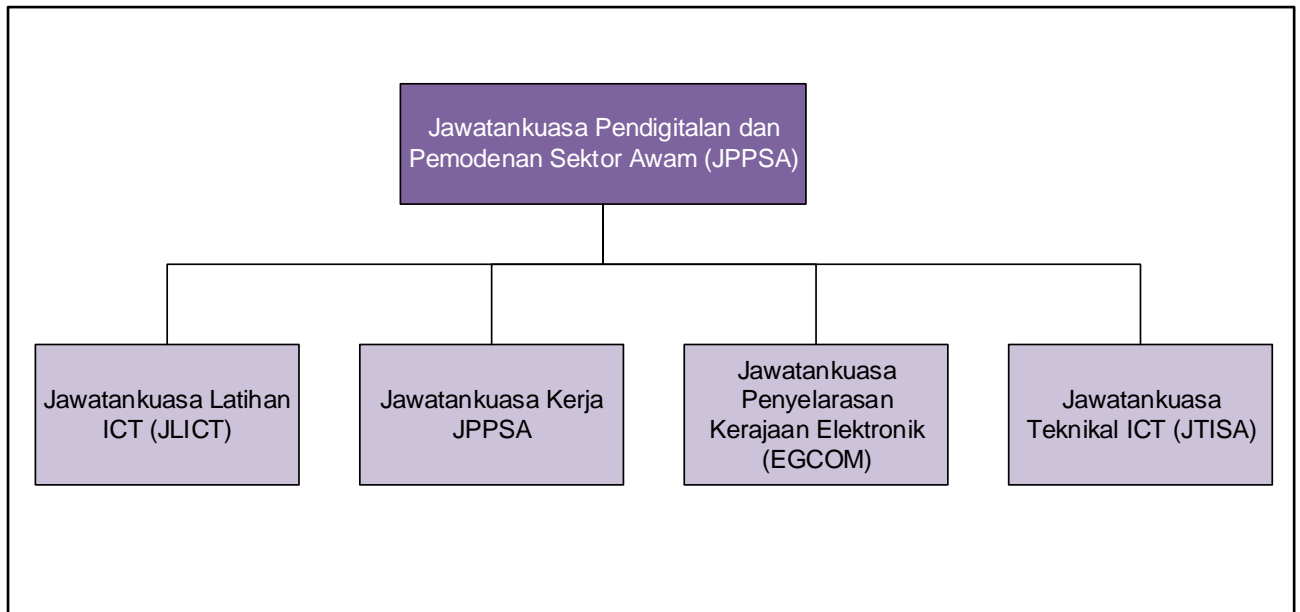 Jawatankuasa Pendigitalan dan
Pemodenan Sektor Awam (JPPSA)
Jawatankuasa Latihan
ICT (JLICT)
Jawatankuasa Kerja
JPPSA
Jawatankuasa
Penyelarasan
Kerajaan Elektronik
(EGCOM)
Jawatankuasa
Teknikal ICT (JTISA)